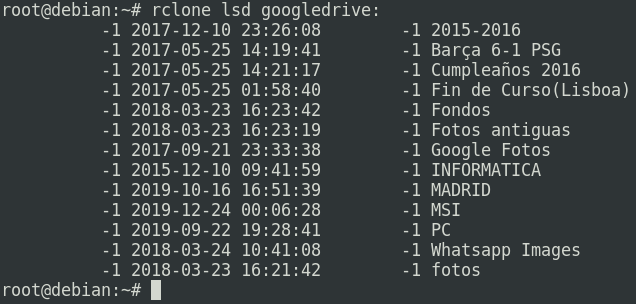 root@debian:~# rclone lsd googledrive:
-1 2017-12-10 23:26:08 -1 2015-2016
-1 2017-05-25 14:19:41 -1 Barça 6-1 PSG
-1 2017-05-25 14:21:17 -1 Cumpleaños 2016
-1 2017-05-25 01:58:40 -1 Fin de Curso(Lisboa)
-1 2018-03-23 16:23:42 -1 Fondos
-1 2018-03-23 16:23:19 -1 Fotos antiguas
-1 2017-09-21 23:33:38 -1 Google Fotos
-1 2015-12-10 09:41:59 -1 INFORMATICA
-1 2019-10-16 16:51:39 -1 MADRID
-1 2019-12-24 00:06:28 -1 MSI
-1 2019-09-22 19:28:41 -1 PC
-1 2018-03-24 10:41:08 -1 Whatsapp Images
-1 2018-03-23 16:21:42 -1 fotos
root@debian:~#